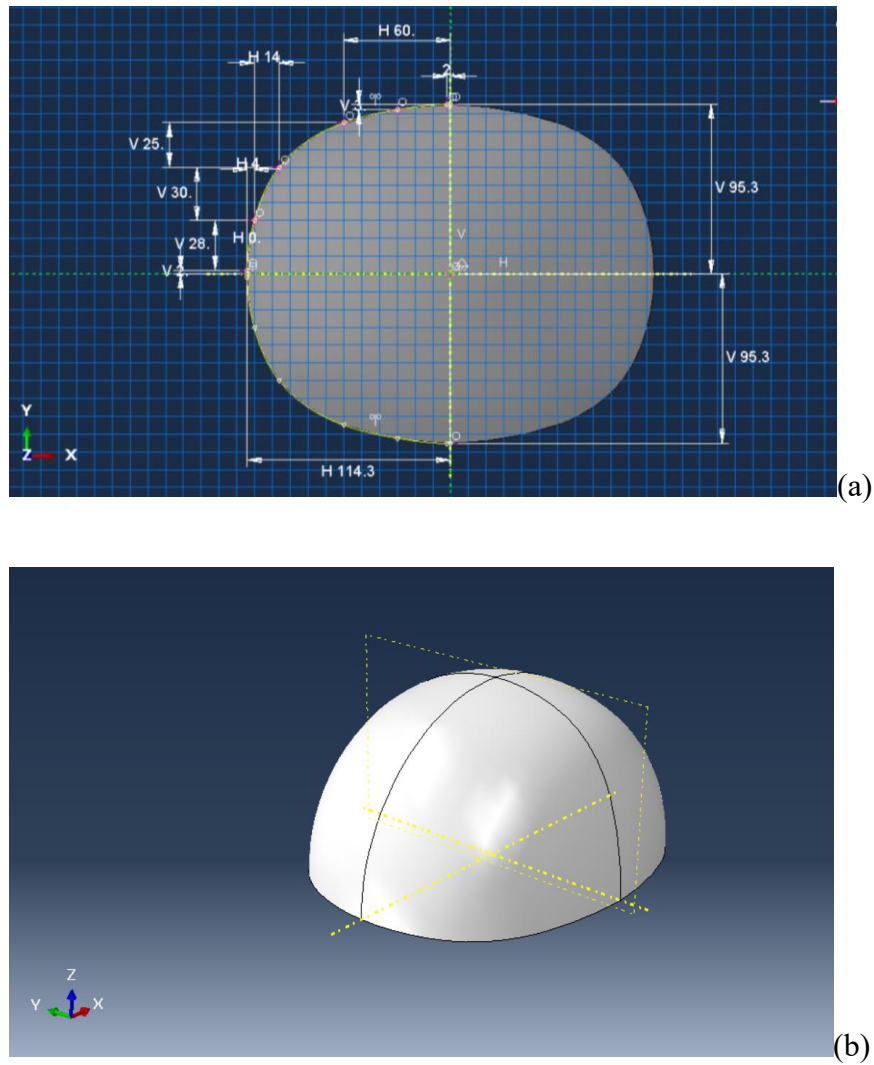 H 60.
H 14
2
V 3.
V 25.
H 4
V 30.
V 95.3
V
V 28.
H 0.
H
V 2.
V 95.3
Y
Z X
H 114.3
(a)
Z
Y X
(b)